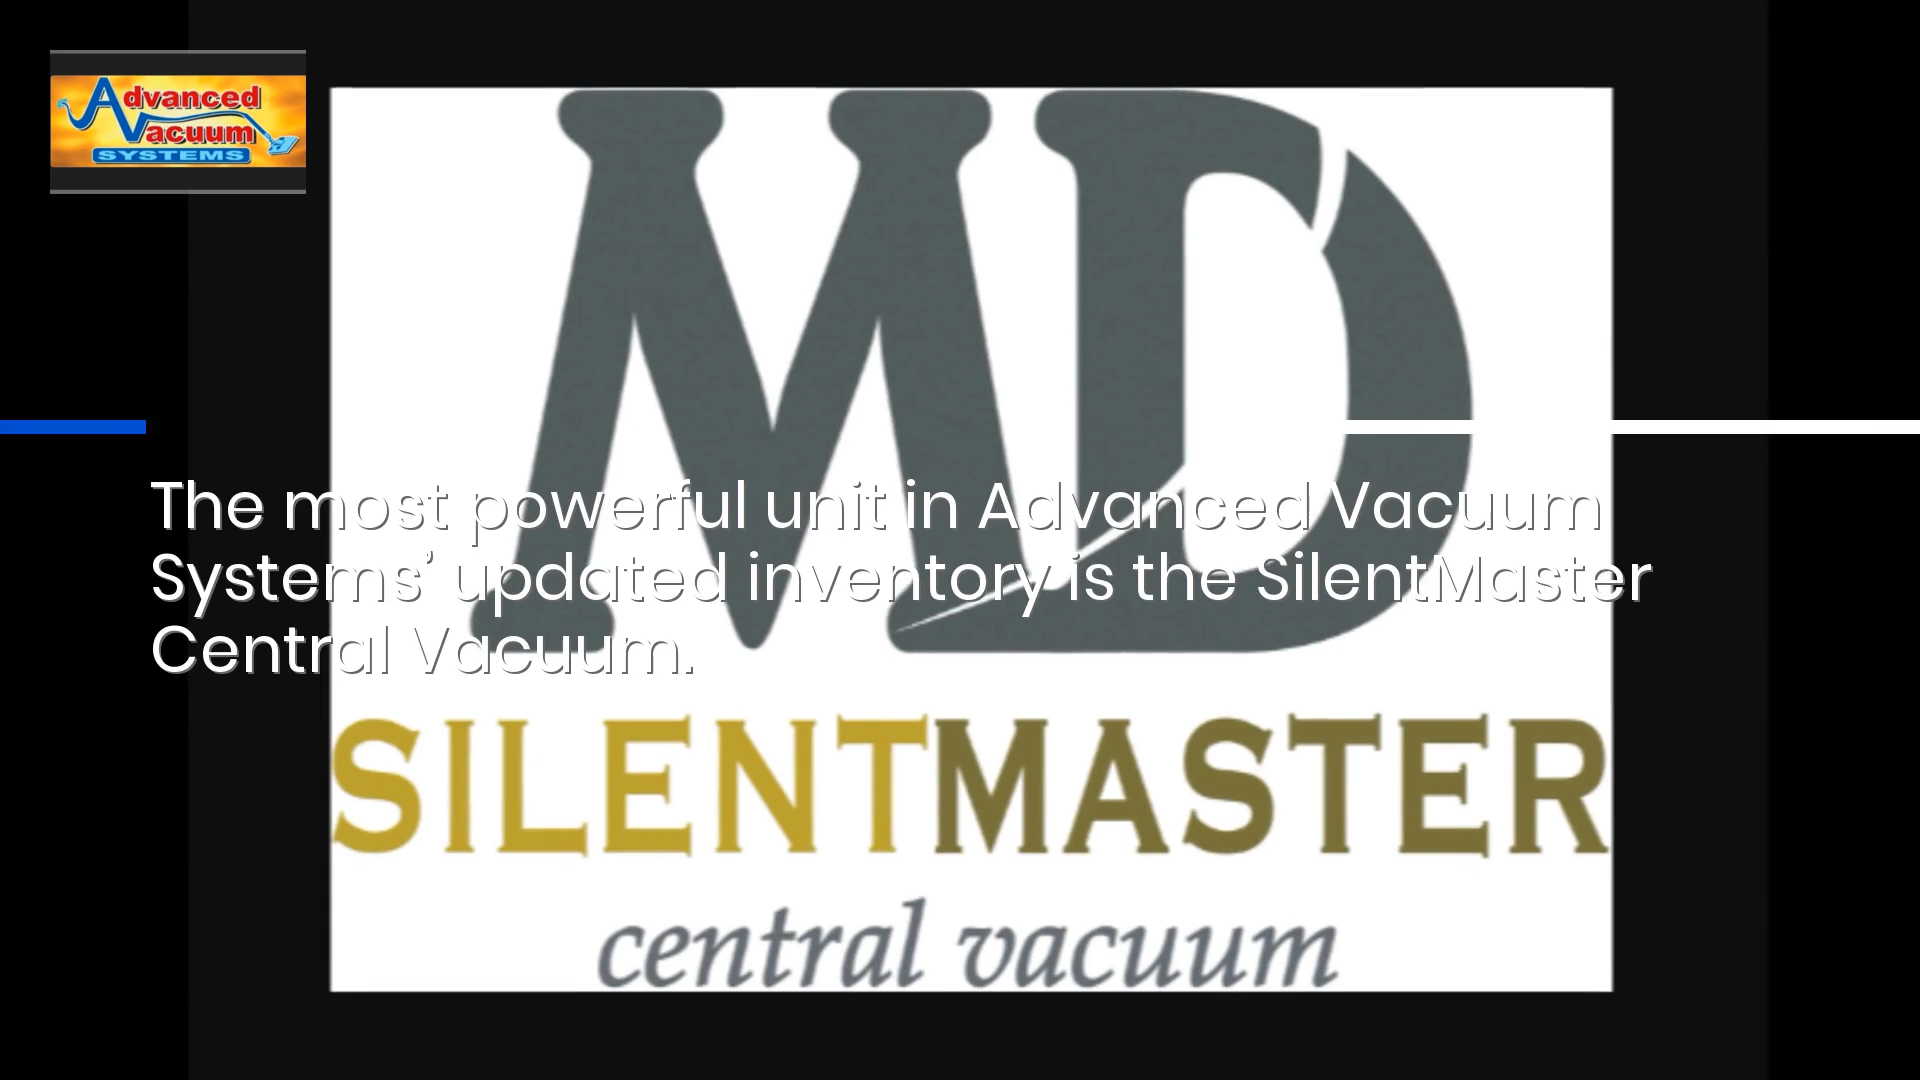 Advanced
Vacuum
SYSTEMS
MD
The most powerful unit in Advanced Vacuum
Systems’ updated inventory is the SilentMaster
Central Vacuum.
SILENTMASTER
central vacuum